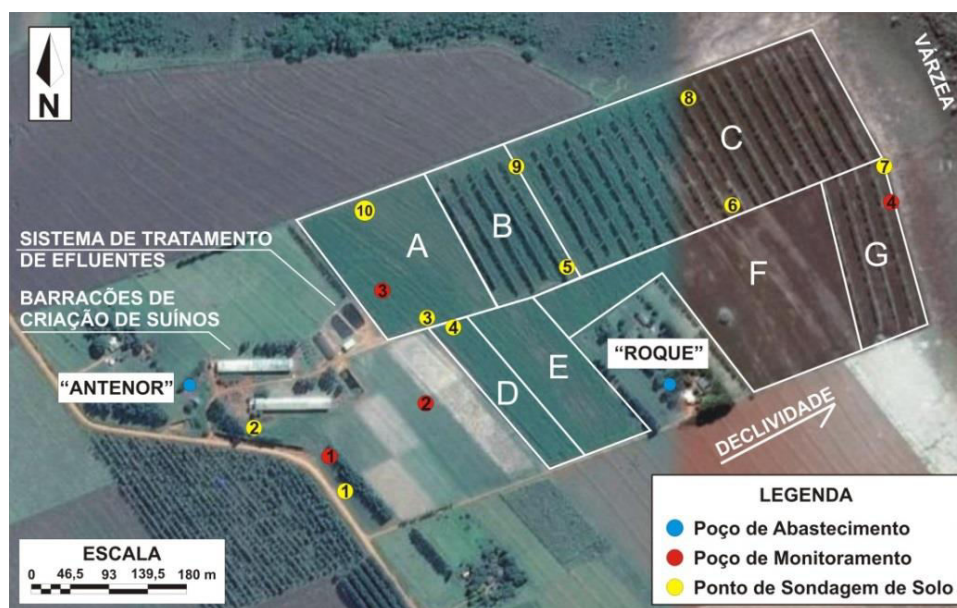 N
VÁRZEA
8
C
9
7
10
B
6
4
SISTEMA DE TRATAMENTO
DE EFLUENTES
A
G
5
F
3
BARRACÕES DE
CRIAÇÃO DE SUÍNOS
3
4
"ROQUE"
E
"ANTENOR"
D
2
2
DECLIVIDADE
1
1
ESCALA
0 46,5 93 139,5 180 m
LEGENDA
Poço de Abastecimento
Poço de Monitoramento
Ponto de Sondagem de Solo